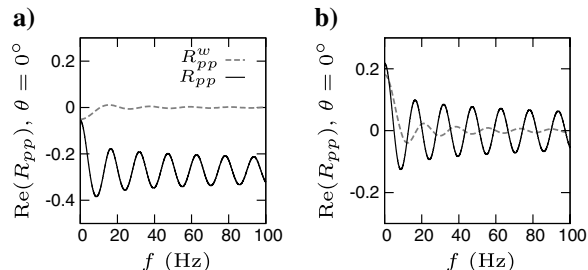 a)
Re(R_pp), θ = 0°
0.2
0
-0.2
-0.4
R^w_pp
R_pp
0 20 40 60 80 100
f (Hz)
b)
Re(R_pp), θ = 0°
0.2
0
-0.2
0 20 40 60 80 100
f (Hz)